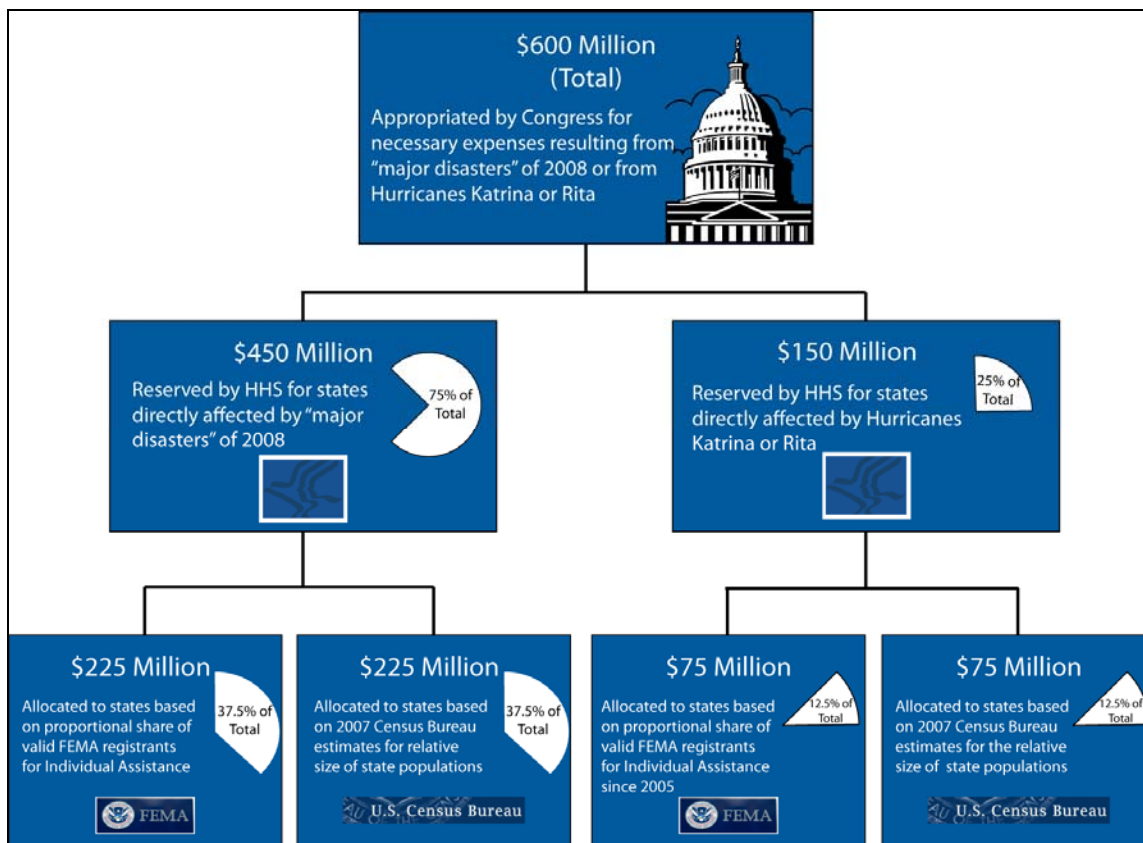 $600 Million
(Total)
Appropriated by Congress for
necessary expenses resulting from
“major disasters” of 2008 or from
Hurricanes Katrina or Rita
$450 Million
Reserved by HHS for states
directly affected by “major
disasters” of 2008
75% of
Total
$150 Million
Reserved by HHS for states
directly affected by Hurricanes
Katrina or Rita
25% of
Total
$225 Million
Allocated to states based
on proportional share of
valid FEMA registrants
for Individual Assistance
37.5% of
Total
FEMA
$225 Million
Allocated to states based
on 2007 Census Bureau
estimates for relative
size of state populations
37.5% of
Total
U.S. Census Bureau
$75 Million
Allocated to states based
on proportional share of
valid FEMA registrants
for Individual Assistance
since 2005
12.5% of
Total
FEMA
$75 Million
Allocated to states based
on 2007 Census Bureau
estimates for the relative
size of state populations
12.5% of
Total
U.S. Census Bureau